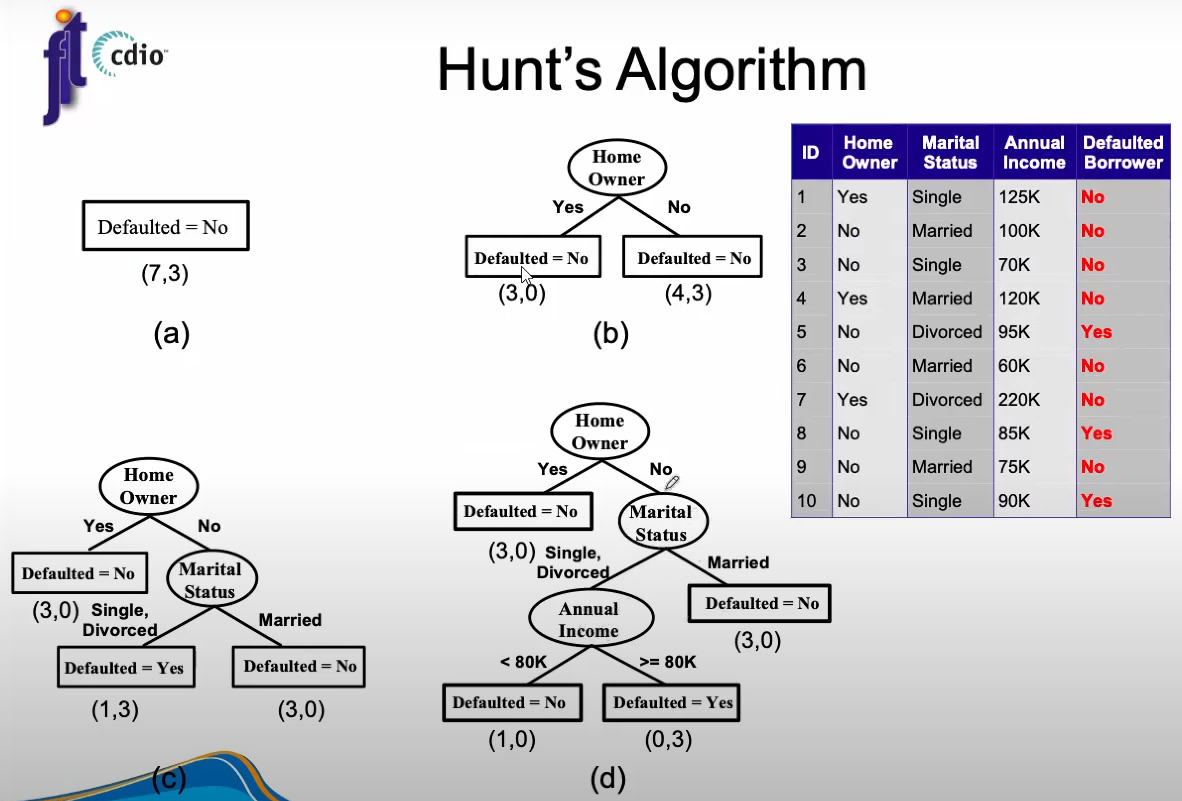 fit
cdio™
Hunt's Algorithm
Defaulted = No
(7,3)
(a)
Home
Owner
Yes No
Defaulted = No Defaulted = No
(3,0) (4,3)
(b)
ID Home Owner Marital Status Annual Income Defaulted Borrower
1 Yes Single 125K No
2 No Married 100K No
3 No Single 70K No
4 Yes Married 120K No
5 No Divorced 95K Yes
6 No Married 60K No
7 Yes Divorced 220K No
8 No Single 85K Yes
9 No Married 75K No
10 No Single 90K Yes
Home
Owner
Yes No
Defaulted = No
Marital
Status
(3,0)
Single,
Divorced
Married
Defaulted = Yes Defaulted = No
(1,3) (3,0)
(c)
Home
Owner
Yes No
Defaulted = No
Marital
Status
(3,0)
Single,
Divorced
Married
Annual
Income
Defaulted = No
(3,0)
< 80K >= 80K
Defaulted = No Defaulted = Yes
(1,0) (0,3)
(d)